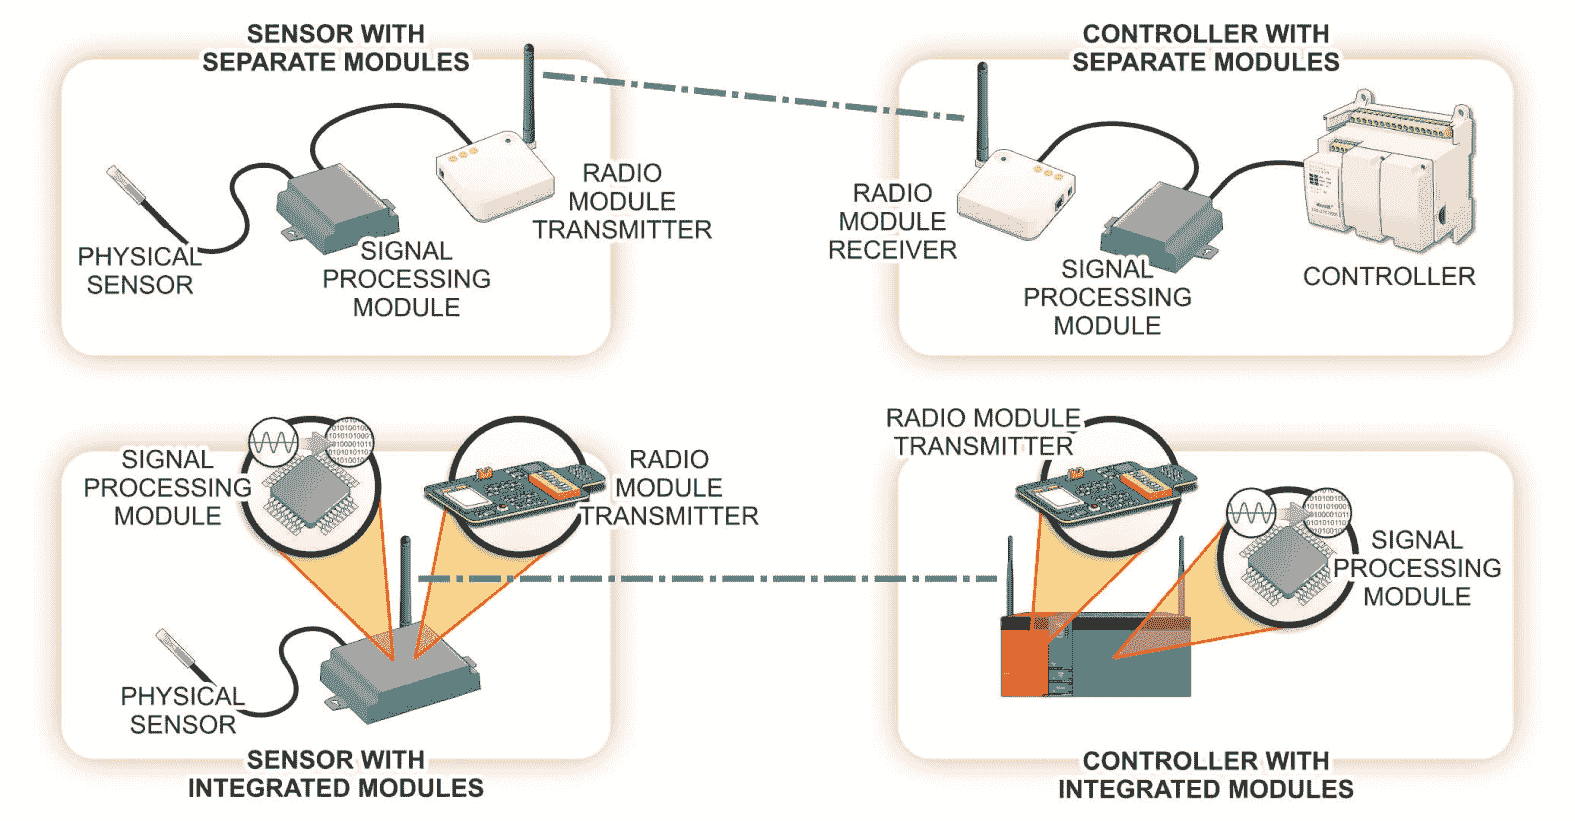 SENSOR WITH
SEPARATE MODULES
CONTROLLER WITH
SEPARATE MODULES
PHYSICAL
SENSOR
SIGNAL
PROCESSING
MODULE
RADIO
MODULE
TRANSMITTER
RADIO
MODULE
RECEIVER
SIGNAL
PROCESSING
MODULE
CONTROLLER
SIGNAL
PROCESSING
MODULE
RADIO
MODULE
TRANSMITTER
PHYSICAL
SENSOR
SENSOR WITH
INTEGRATED MODULES
RADIO MODULE
TRANSMITTER
SIGNAL
PROCESSING
MODULE
CONTROLLER WITH
INTEGRATED MODULES